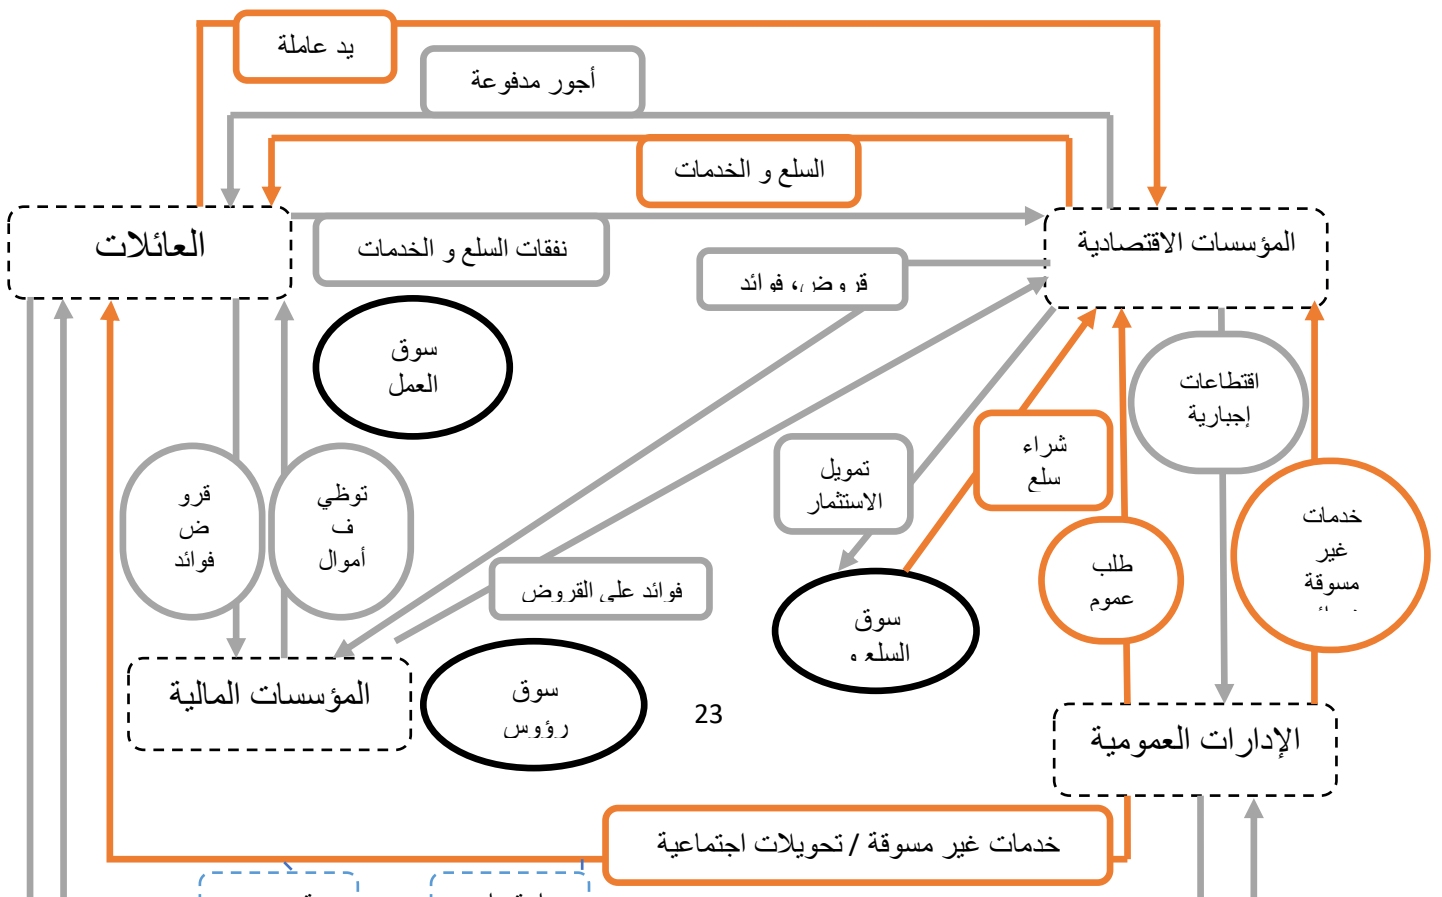 يد عاملة
أجور مدفوعة
السلع و الخدمات
العائلات
نفقات السلع و الخدمات
المؤسسات الاقتصادية
قروض، فوائد
سوق
العمل
اقتطاعات
إجبارية
شراء
سلع
تمويل
الاستثمار
قرو
ض
فوائد
توظي
ف
أموال
خدمات
غير
مسوقة
طلب
عموم
فوائد على القروض
سوق
السلع و
المؤسسات المالية
سوق
رؤوس
23
الإدارات العمومية
خدمات غير مسوقة / تحويلات اجتماعية